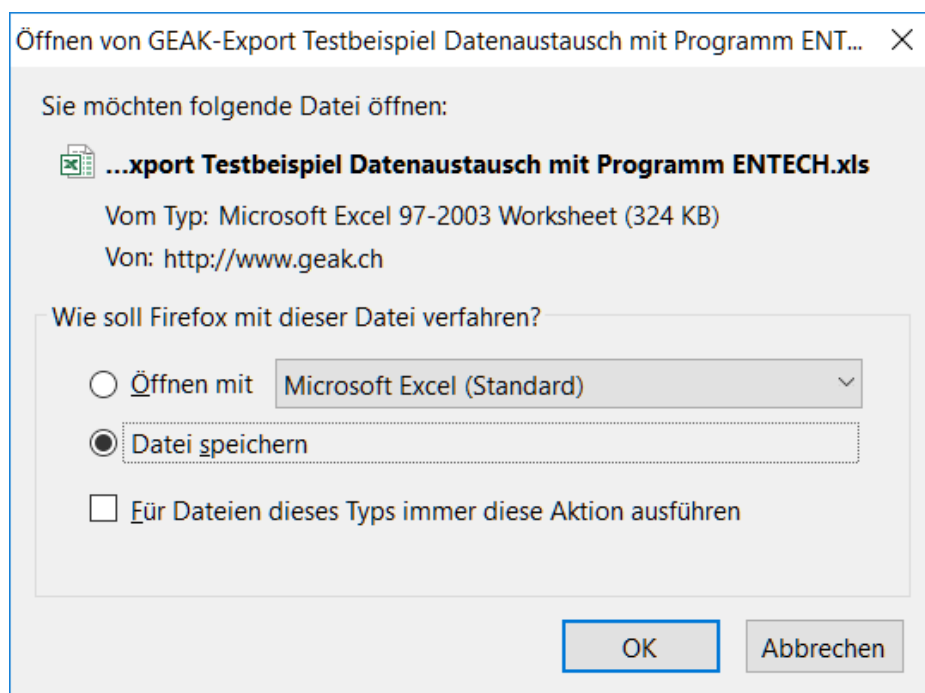 Öffnen von GEAK-Export Testbeispiel Datenaustausch mit Programm ENT...
Sie möchten folgende Datei öffnen:
...xport Testbeispiel Datenaustausch mit Programm ENTECH.xls
Vom Typ: Microsoft Excel 97-2003 Worksheet (324 KB)
Von: http://www.geak.ch
Wie soll Firefox mit dieser Datei verfahren?
Öffnen mit Microsoft Excel (Standard)
Datei speichern
Für Dateien dieses Typs immer diese Aktion ausführen
OK Abbrechen